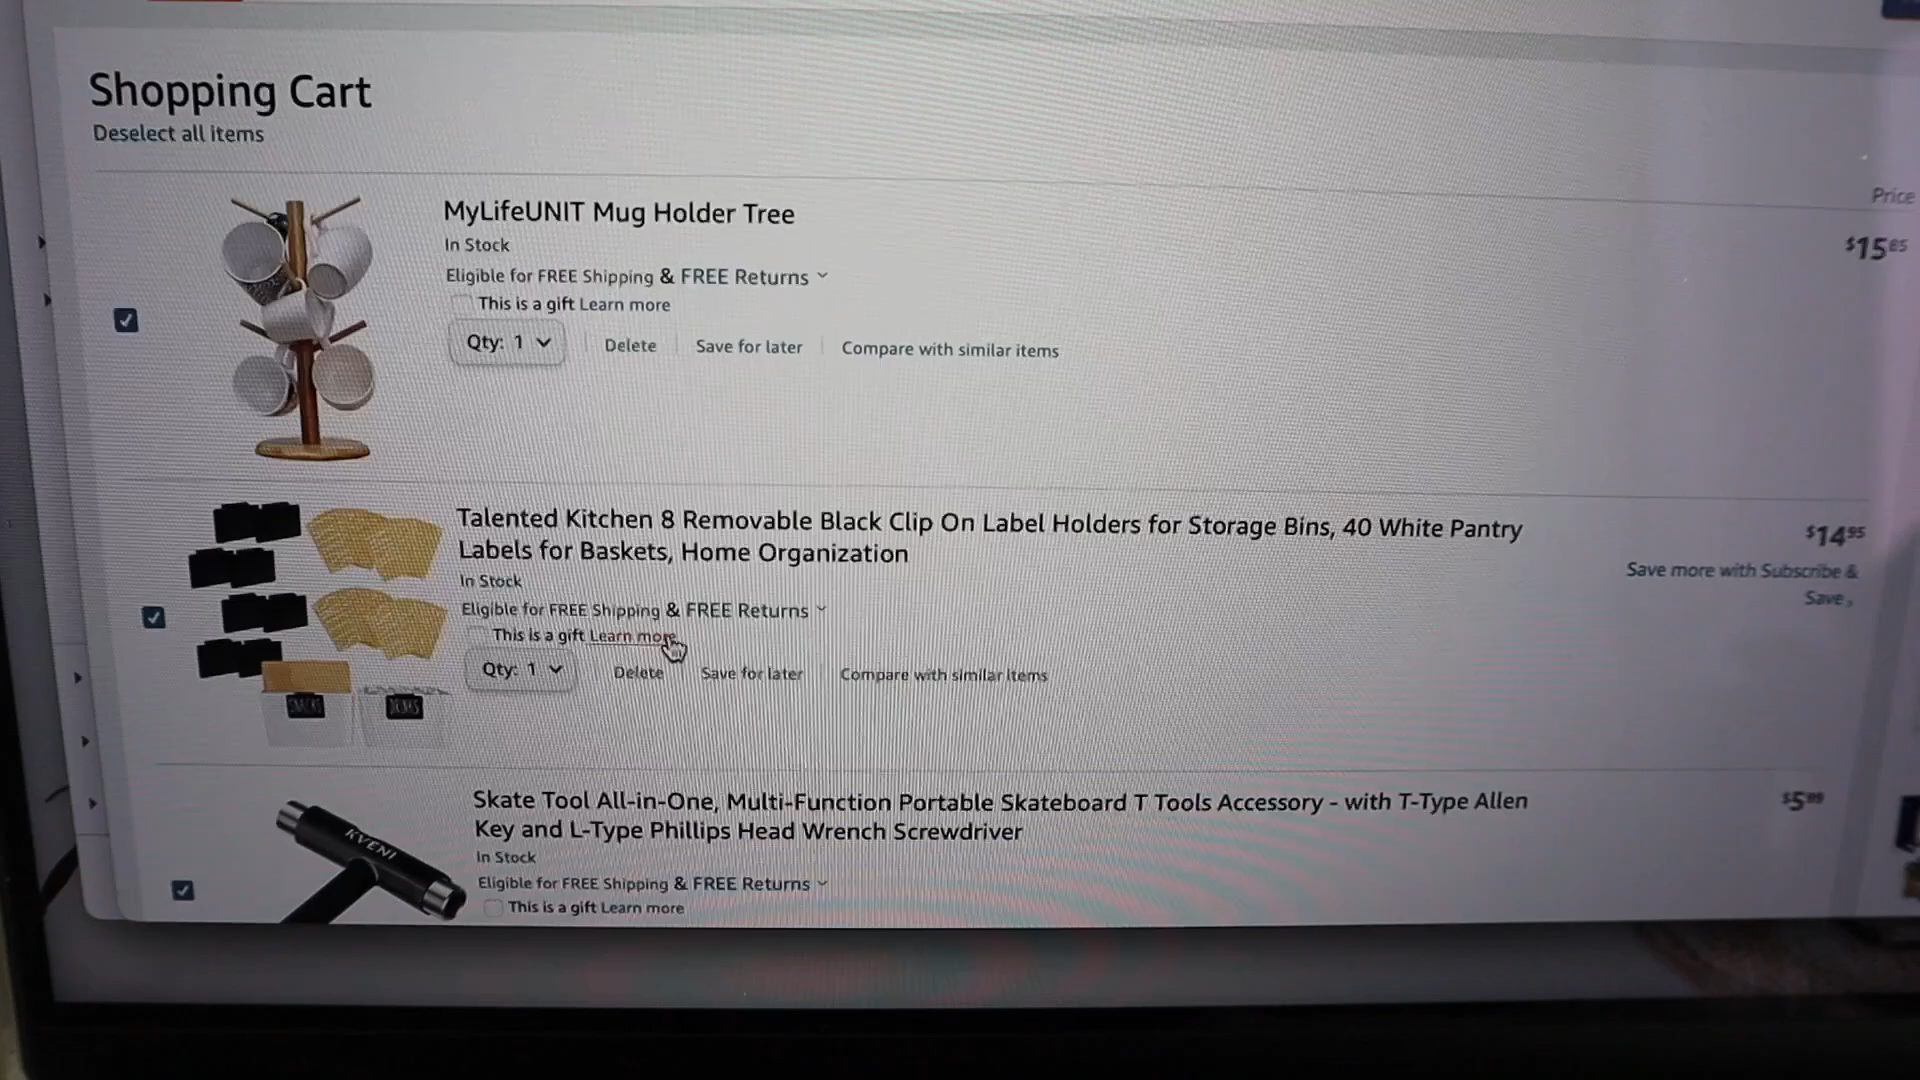 Shopping Cart
Deselect all items
Price
MyLifeUNIT Mug Holder Tree
$15
In Stock
Eligible for FREE Shipping & FREE Returns
This is a gift Learn more
Qty: 1
Delete
Save for later
Compare with similar items
Talented Kitchen 8 Removable Black Clip On Label Holders for Storage Bins, 40 White Pantry
Labels for Baskets, Home Organization
$1495
Save more with Subscribe &
Save
In Stock
Eligible for FREE Shipping & FREE Returns
This is a gift Learn more
Qty: 1
Delete
Save for later
Compare with similar items
SNACKS
DRINKS
Skate Tool All-in-One, Multi-Function Portable Skateboard T Tools Accessory - with T-Type Allen
Key and L-Type Phillips Head Wrench Screwdriver
$5
KVENI
In Stock
Eligible for FREE Shipping & FREE Returns
This is a gift Learn more